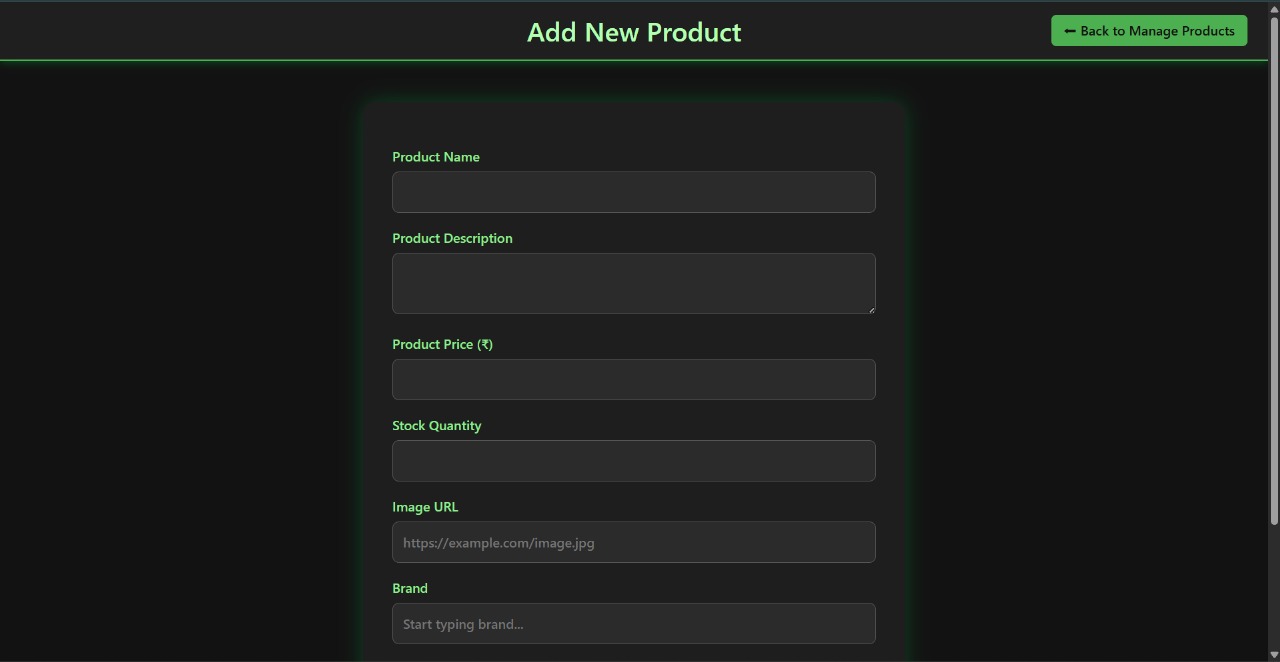 Add New Product
⬅ Back to Manage Products
Product Name
Product Description
Product Price (₹)
Stock Quantity
Image URL
https://example.com/image.jpg
Brand
Start typing brand...